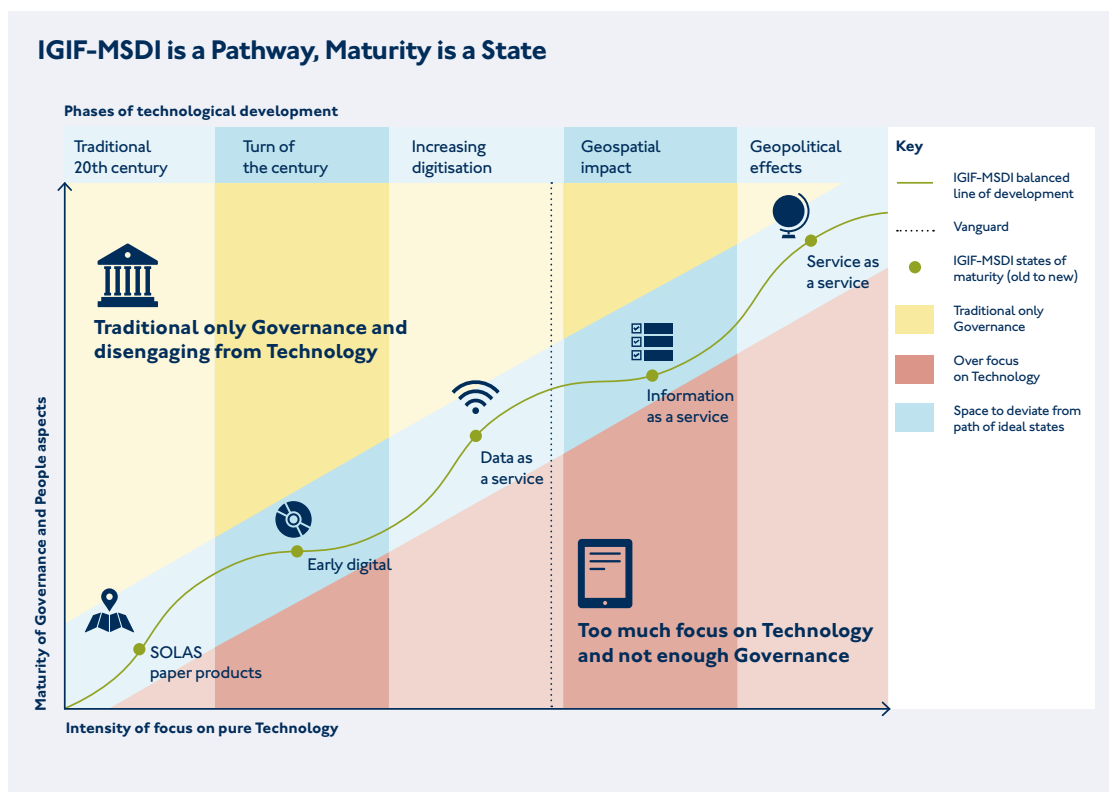 IGIF-MSDI is a Pathway, Maturity is a State
Phases of technological development
Traditional
20th century
Turn of
the century
Increasing
digitisation
Geospatial
impact
Geopolitical
effects
Key
IGIF-MSDI balanced
line of development
Vanguard
IGIF-MSDI states of
maturity (old to new)
Traditional only
Governance
Over focus
on Technology
Space to deviate from
path of ideal states
Traditional only Governance and
disengaging from Technology
Service as
a service
Information
as a service
Data as
a service
Early digital
SOLAS
paper products
Too much focus on Technology
and not enough Governance
Maturity of Governance and People aspects
Intensity of focus on pure Technology